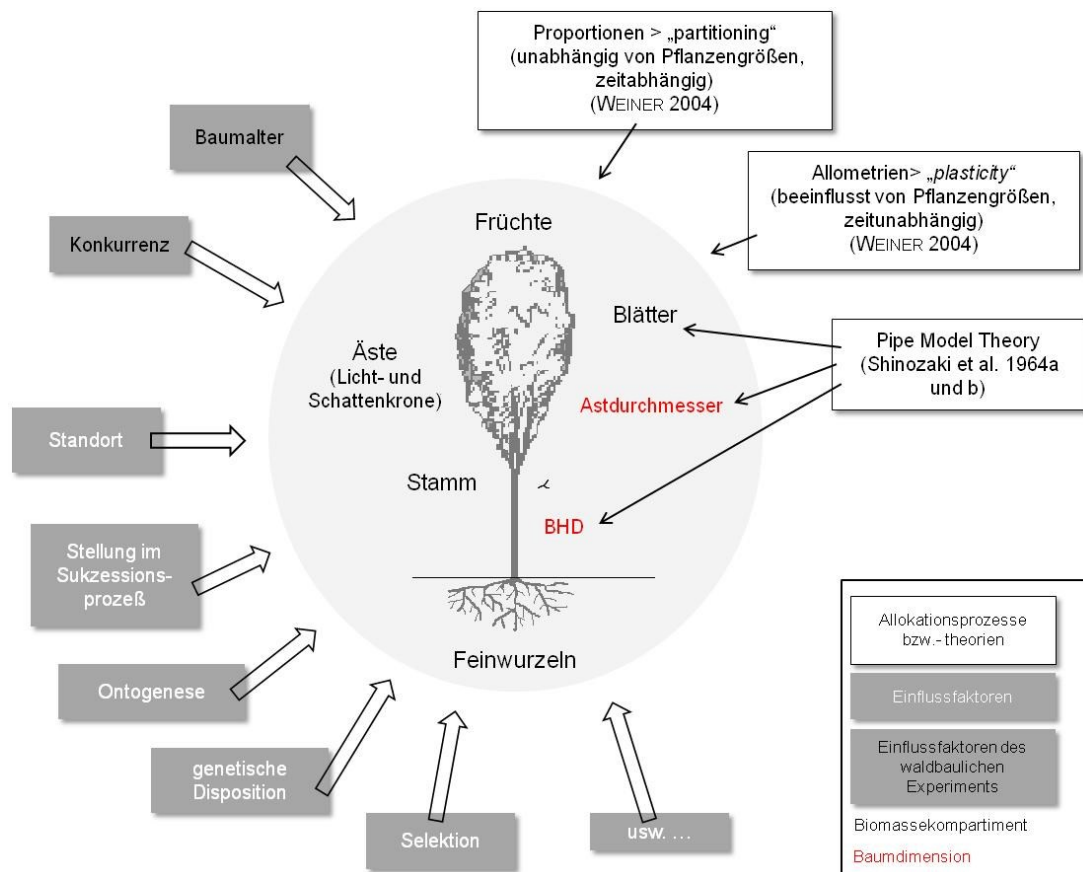 Proportionen > „partitioning“
(unabhängig von Pflanzengrößen,
zeitabhängig)
(WEINER 2004)
Baumalter
Allometrien> „plasticity“
(beeinflusst von Pflanzengrößen,
zeitunabhängig)
(WEINER 2004)
Konkurrenz
Früchte
Blätter
Äste
(Licht- und
Schattenkrone)
Pipe Model Theory
(Shinozaki et al. 1964a
und b)
Astdurchmesser
Standort
Stamm
BHD
Stellung im
Sukzessions-
prozeß
Feinwurzeln
Ontogenese
genetische
Disposition
Selektion
usw. ...
Allokationsprozesse
bzw.- theorien
Einflussfaktoren
Einflussfaktoren des
waldbaulichen
Experiments
Biomassekompartiment
Baumdimension